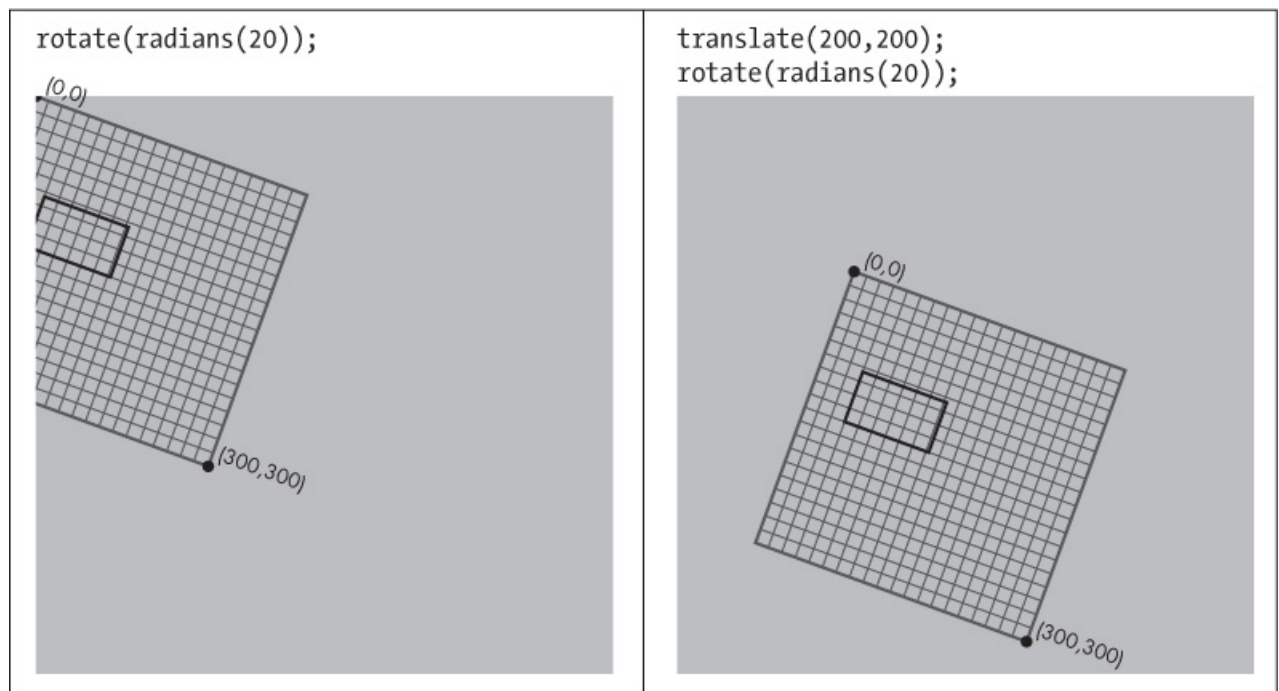 rotate(radians(20));
(0,0)
(300,300)
translate(200,200);
rotate(radians(20));
(0,0)
(300,300)